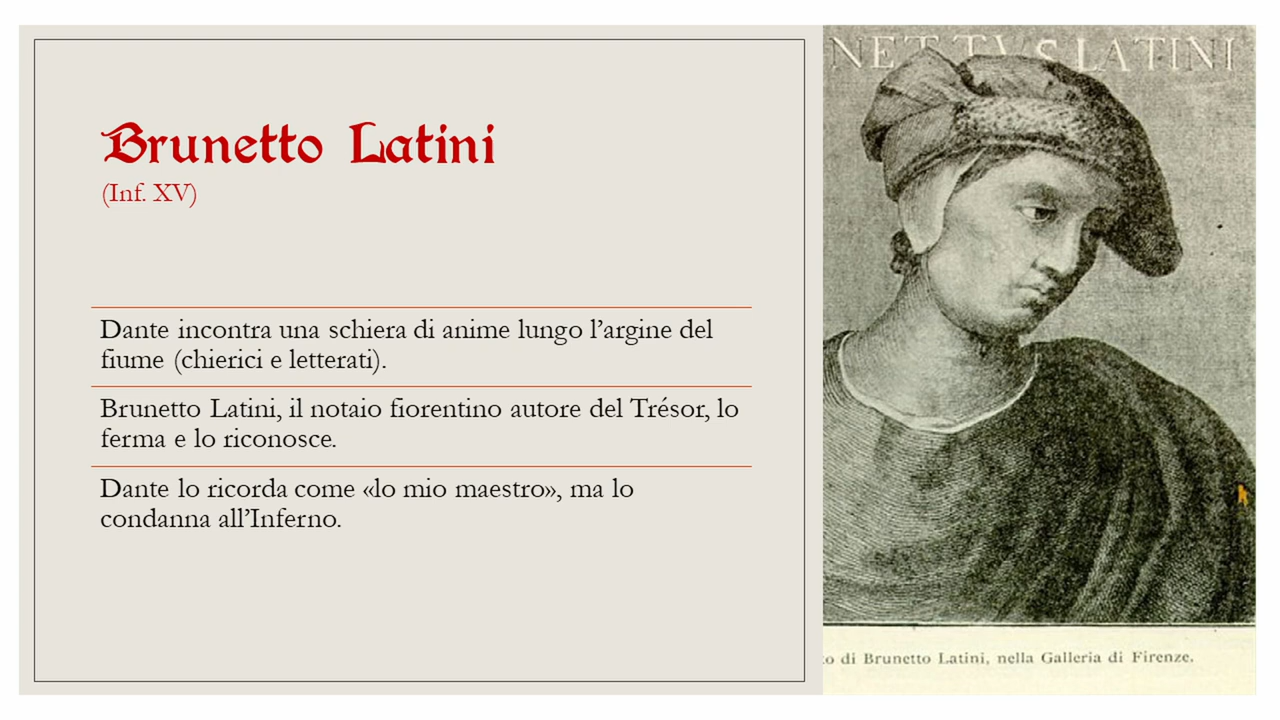 Brunetto Latini
(Inf. XV)
Dante incontra una schiera di anime lungo l’argine del
fiume (chierici e letterati).
Brunetto Latini, il notaio fiorentino autore del Trésor, lo
ferma e lo riconosce.
Dante lo ricorda come «lo mio maestro», ma lo
condanna all’Inferno.
NETTVS LATINI
o di Brunetto Latini, nella Galleria di Firenze.